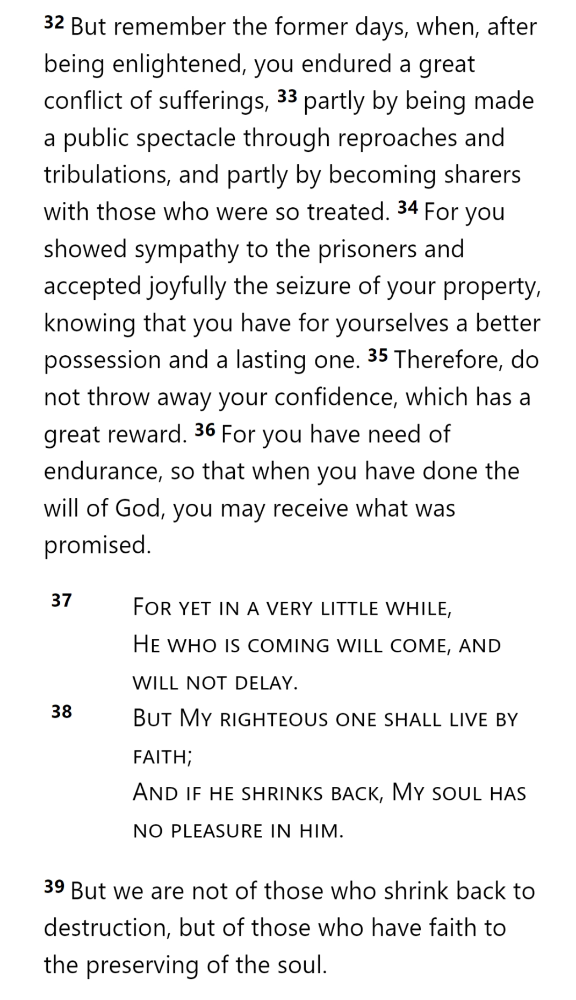 32 But remember the former days, when, after
being enlightened, you endured a great
conflict of sufferings, 33 partly by being made
a public spectacle through reproaches and
tribulations, and partly by becoming sharers
with those who were so treated. 34 For you
showed sympathy to the prisoners and
accepted joyfully the seizure of your property,
knowing that you have for yourselves a better
possession and a lasting one. 35 Therefore, do
not throw away your confidence, which has a
great reward. 36 For you have need of
endurance, so that when you have done the
will of God, you may receive what was
promised.
37 FOR YET IN A VERY LITTLE WHILE,
HE WHO IS COMING WILL COME, AND
WILL NOT DELAY.
38 BUT MY RIGHTEOUS ONE SHALL LIVE BY
FAITH;
AND IF HE SHRINKS BACK, MY SOUL HAS
NO PLEASURE IN HIM.
39 But we are not of those who shrink back to
destruction, but of those who have faith to
the preserving of the soul.